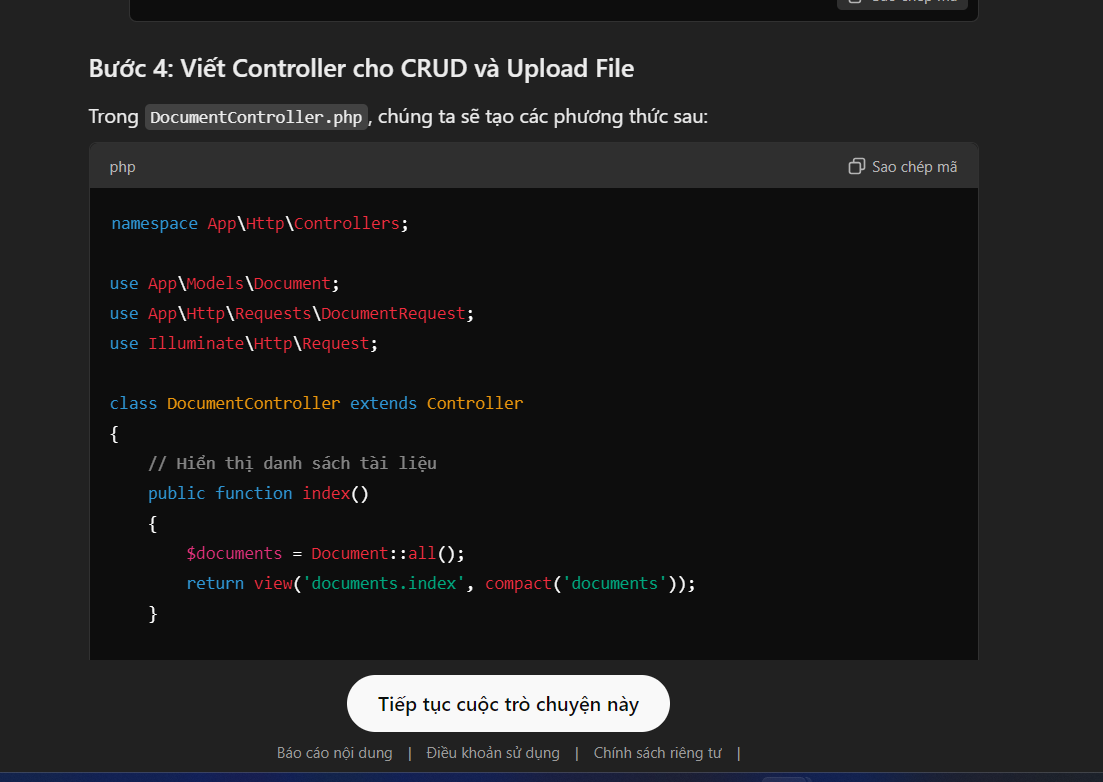 Sao chép mã
Bước 4: Viết Controller cho CRUD và Upload File
Trong DocumentController.php, chúng ta sẽ tạo các phương thức sau:
php Sao chép mã
namespace App\Http\Controllers;
use App\Models\Document;
use App\Http\Requests\DocumentRequest;
use Illuminate\Http\Request;
class DocumentController extends Controller
{
// Hiển thị danh sách tài liệu
public function index()
{
$documents = Document::all();
return view('documents.index', compact('documents'));
}
Tiếp tục cuộc trò chuyện này
Báo cáo nội dung | Điều khoản sử dụng | Chính sách riêng tư |